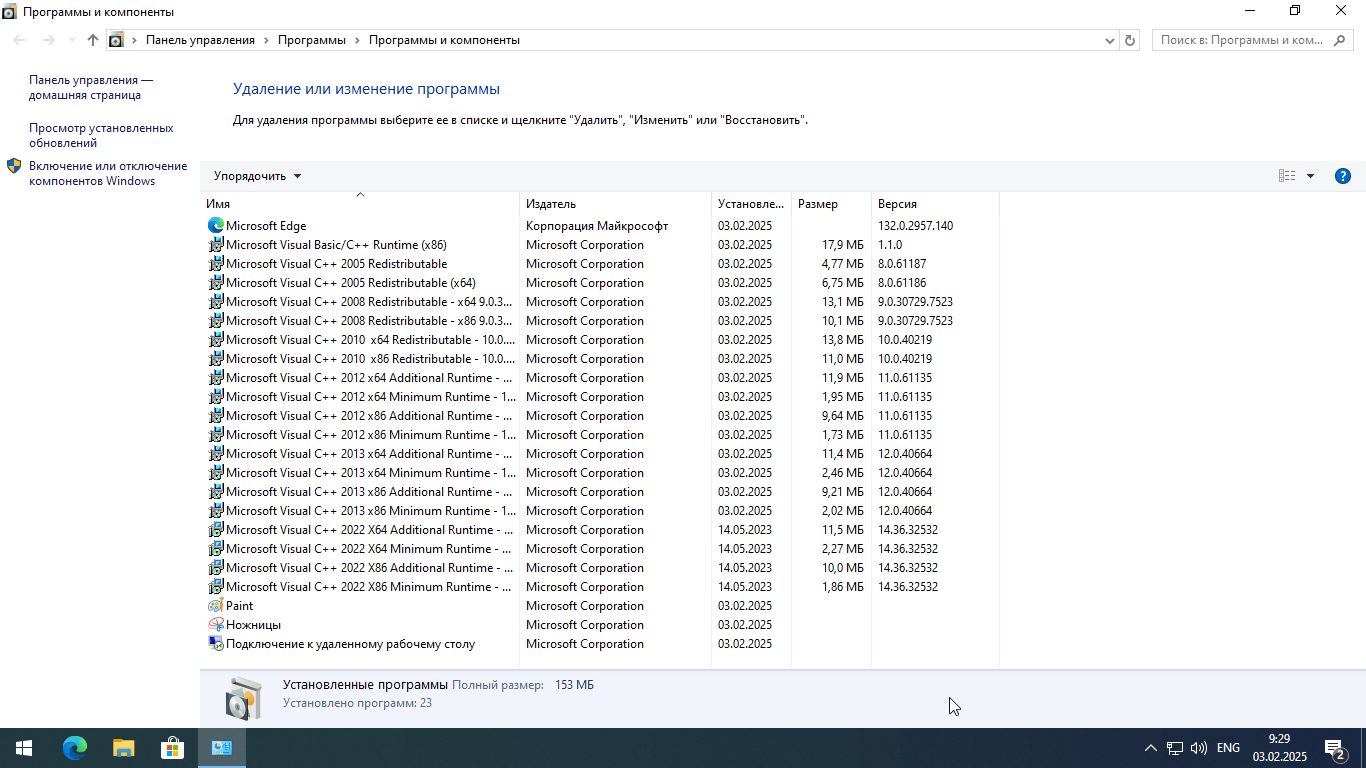 Программы и компоненты
Панель управления › Программы › Программы и компоненты
Поиск в: Программы и ком...
Панель управления —
домашняя страница
Просмотр установленных
обновлений
Включение или отключение
компонентов Windows
Удаление или изменение программы
Для удаления программы выберите ее в списке и щелкните "Удалить", "Изменить" или "Восстановить".
Упорядочить
Имя Издатель Установле... Размер Версия
Microsoft Edge Корпорация Майкрософт 03.02.2025 132.0.2957.140
Microsoft Visual Basic/C++ Runtime (x86) Microsoft Corporation 03.02.2025 17,9 МБ 1.1.0
Microsoft Visual C++ 2005 Redistributable Microsoft Corporation 03.02.2025 4,77 МБ 8.0.61187
Microsoft Visual C++ 2005 Redistributable (x64) Microsoft Corporation 03.02.2025 6,75 МБ 8.0.61186
Microsoft Visual C++ 2008 Redistributable - x64 9.0.3... Microsoft Corporation 03.02.2025 13,1 МБ 9.0.30729.7523
Microsoft Visual C++ 2008 Redistributable - x86 9.0.3... Microsoft Corporation 03.02.2025 10,1 МБ 9.0.30729.7523
Microsoft Visual C++ 2010 x64 Redistributable - 10.0.... Microsoft Corporation 03.02.2025 13,8 МБ 10.0.40219
Microsoft Visual C++ 2010 x86 Redistributable - 10.0.... Microsoft Corporation 03.02.2025 11,0 МБ 10.0.40219
Microsoft Visual C++ 2012 x64 Additional Runtime - ... Microsoft Corporation 03.02.2025 11,9 МБ 11.0.61135
Microsoft Visual C++ 2012 x64 Minimum Runtime - 1... Microsoft Corporation 03.02.2025 1,95 МБ 11.0.61135
Microsoft Visual C++ 2012 x86 Additional Runtime - ... Microsoft Corporation 03.02.2025 9,64 МБ 11.0.61135
Microsoft Visual C++ 2012 x86 Minimum Runtime - 1... Microsoft Corporation 03.02.2025 1,73 МБ 11.0.61135
Microsoft Visual C++ 2013 x64 Additional Runtime - ... Microsoft Corporation 03.02.2025 11,4 МБ 12.0.40664
Microsoft Visual C++ 2013 x64 Minimum Runtime - 1... Microsoft Corporation 03.02.2025 2,46 МБ 12.0.40664
Microsoft Visual C++ 2013 x86 Additional Runtime - ... Microsoft Corporation 03.02.2025 9,21 МБ 12.0.40664
Microsoft Visual C++ 2013 x86 Minimum Runtime - 1... Microsoft Corporation 03.02.2025 2,02 МБ 12.0.40664
Microsoft Visual C++ 2022 X64 Additional Runtime - ... Microsoft Corporation 14.05.2023 11,5 МБ 14.36.32532
Microsoft Visual C++ 2022 X64 Minimum Runtime - ... Microsoft Corporation 14.05.2023 2,27 МБ 14.36.32532
Microsoft Visual C++ 2022 X86 Additional Runtime - ... Microsoft Corporation 14.05.2023 10,0 МБ 14.36.32532
Microsoft Visual C++ 2022 X86 Minimum Runtime - ... Microsoft Corporation 14.05.2023 1,86 МБ 14.36.32532
Paint Microsoft Corporation 03.02.2025
Ножницы Microsoft Corporation 03.02.2025
Подключение к удаленному рабочему столу Microsoft Corporation 03.02.2025
Установленные программы Полный размер: 153 МБ
Установлено программ: 23
ENG
9:29
03.02.2025
2